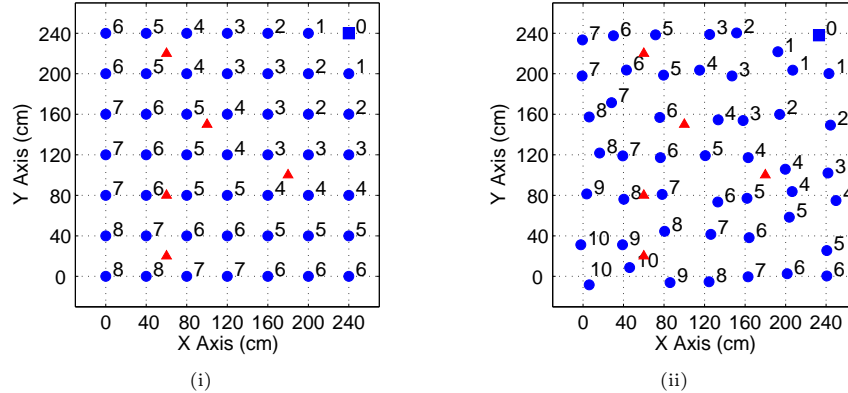 240 6 5 4 3 2 1 0
200 6 5 4 3 3 2 1
160 7 6 5 4 3 2 2
120 7 6 5 4 3 3 3
80 7 6 5 5 4 4 4
40 8 7 6 6 5 5 5
0 8 8 7 7 6 6 6
0 40 80 120 160 200 240
X Axis (cm)
Y Axis (cm)
(i)
240 7 6 5 3 2 1 0
200 7 6 5 4 3 1 1
160 8 7 6 4 3 2 2
120 8 7 6 5 4 4 3
80 9 8 7 6 5 4 4
40 10 9 8 6 6 5 5
0 10 10 9 8 7 6 6
0 40 80 120 160 200 240
X Axis (cm)
Y Axis (cm)
(ii)